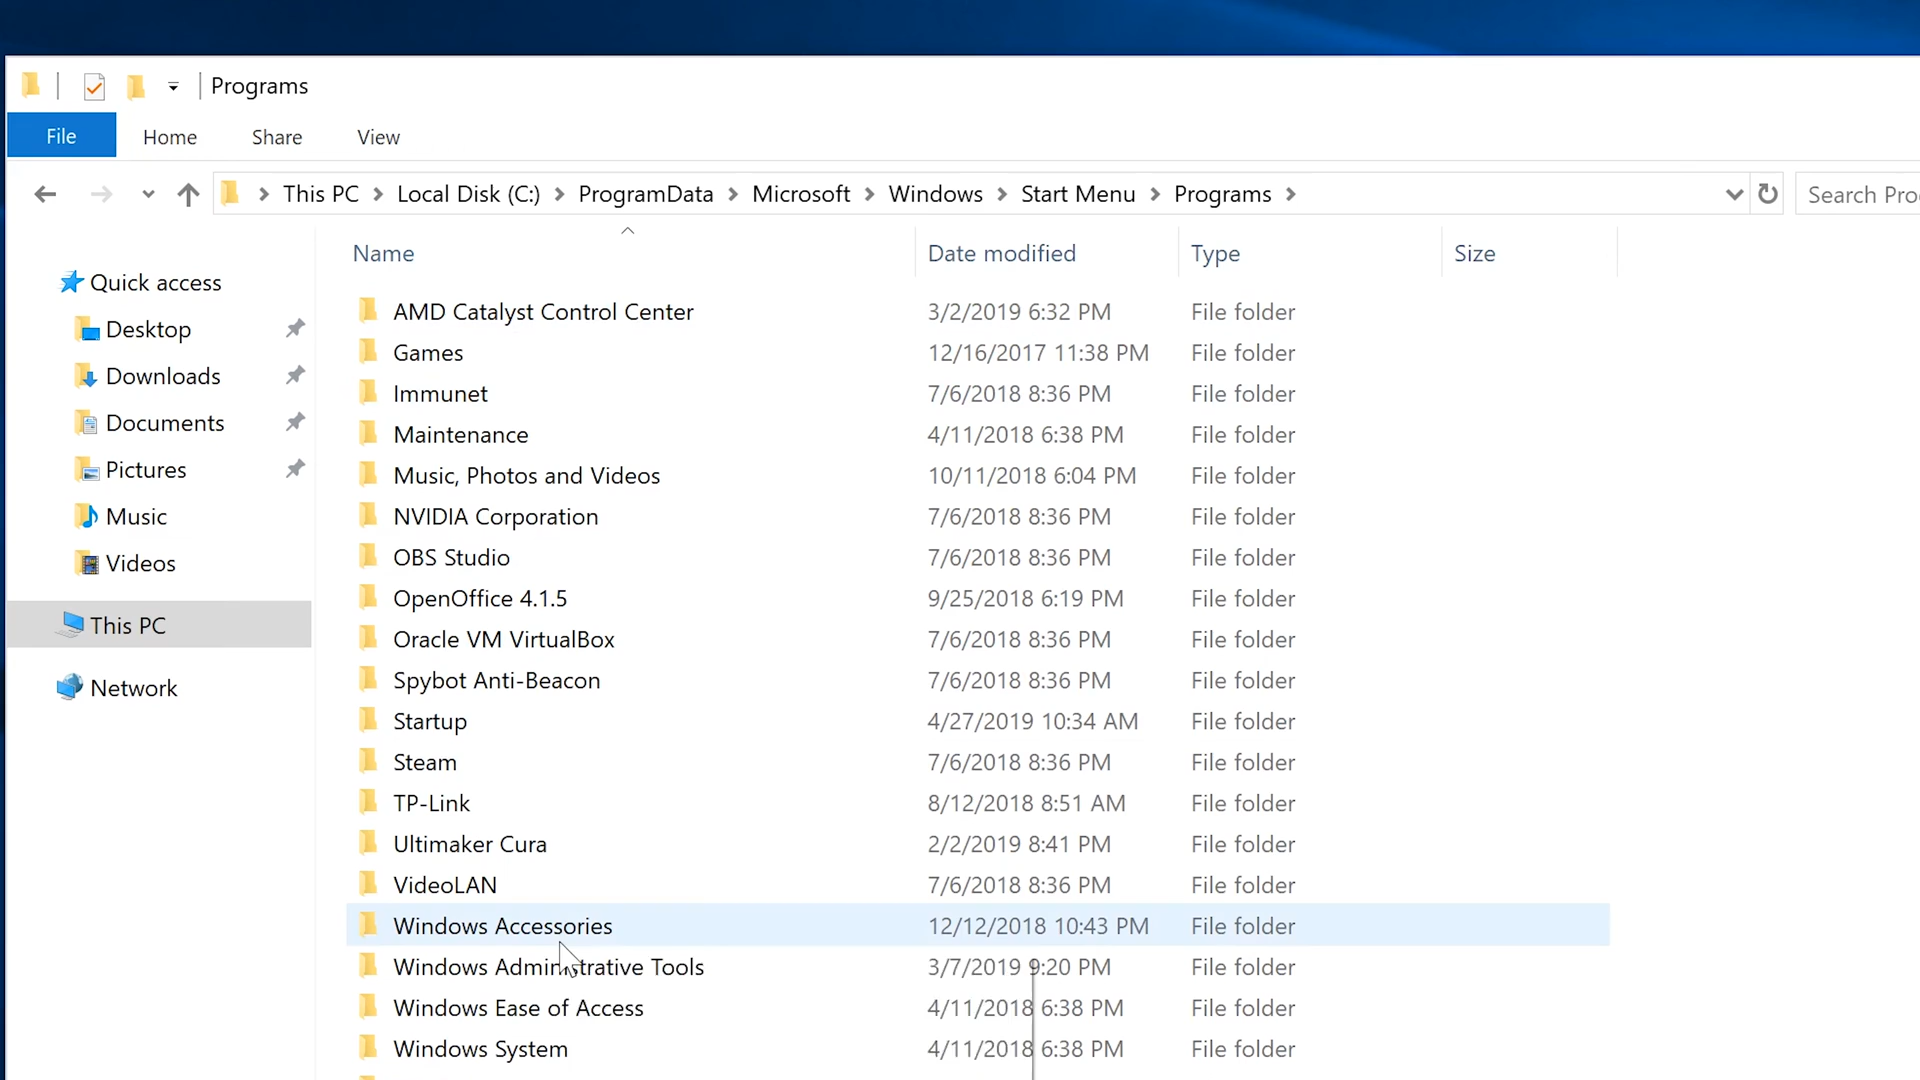 Programs
File Home Share View
This PC Local Disk (C:) ProgramData Microsoft Windows Start Menu Programs Search Pro
Name Date modified Type Size
Quick access
Desktop
Downloads
Documents
Pictures
Music
Videos
This PC
Network
AMD Catalyst Control Center 3/2/2019 6:32 PM File folder
Games 12/16/2017 11:38 PM File folder
Immunet 7/6/2018 8:36 PM File folder
Maintenance 4/11/2018 6:38 PM File folder
Music, Photos and Videos 10/11/2018 6:04 PM File folder
NVIDIA Corporation 7/6/2018 8:36 PM File folder
OBS Studio 7/6/2018 8:36 PM File folder
OpenOffice 4.1.5 9/25/2018 6:19 PM File folder
Oracle VM VirtualBox 7/6/2018 8:36 PM File folder
Spybot Anti-Beacon 7/6/2018 8:36 PM File folder
Startup 4/27/2019 10:34 AM File folder
Steam 7/6/2018 8:36 PM File folder
TP-Link 8/12/2018 8:51 AM File folder
Ultimaker Cura 2/2/2019 8:41 PM File folder
VideoLAN 7/6/2018 8:36 PM File folder
Windows Accessories 12/12/2018 10:43 PM File folder
Windows Administrative Tools 3/7/2019 9:20 PM File folder
Windows Ease of Access 4/11/2018 6:38 PM File folder
Windows System 4/11/2018 6:38 PM File folder